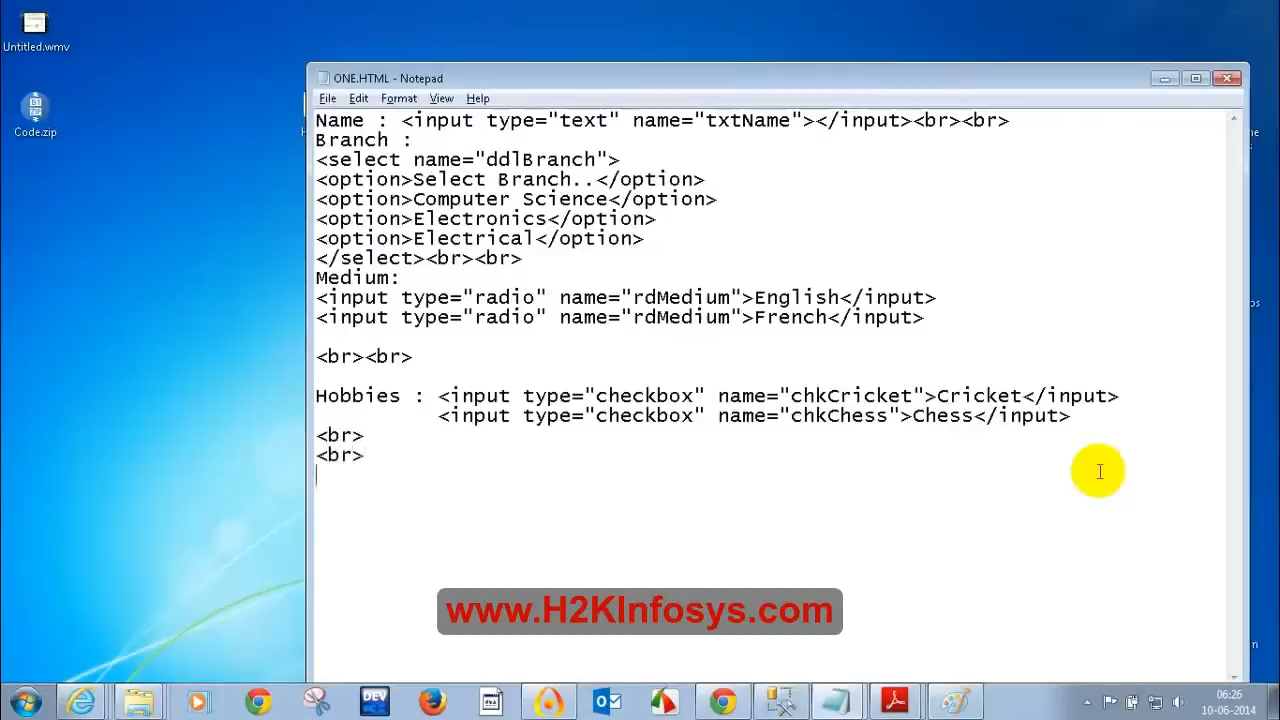 Untitled.wmv
Code.zip
ONE.HTML - Notepad
File Edit Format View Help
Name : <input type="text" name="txtName"></input><br><br>
Branch :
<select name="ddlBranch">
<option>Select Branch..</option>
<option>Computer Science</option>
<option>Electronics</option>
<option>Electrical</option>
</select><br><br>
Medium:
<input type="radio" name="rdMedium">English</input>
<input type="radio" name="rdMedium">French</input>
<br><br>
Hobbies : <input type="checkbox" name="chkCricket">Cricket</input>
<input type="checkbox" name="chkChess">Chess</input>
<br>
<br>
www.H2KInfosys.com
DEV
06:25
10-06-2014